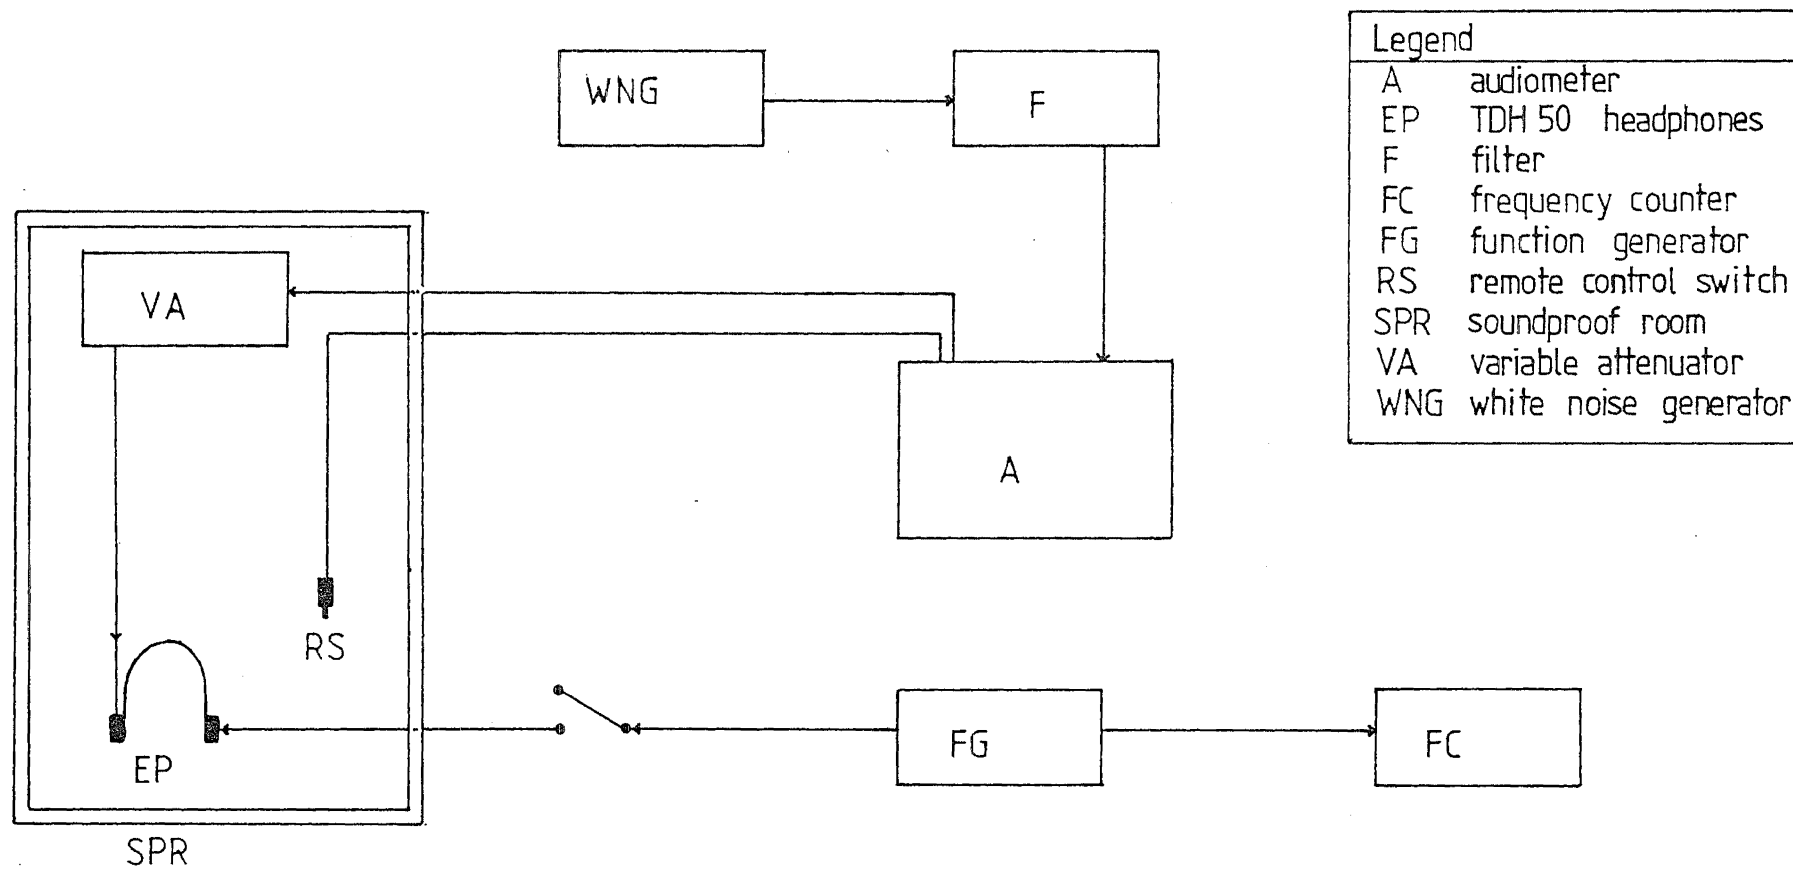 WNG
F
Legend
A audiometer
EP TDH 50 headphones
F filter
FC frequency counter
FG function generator
RS remote control switch
SPR soundproof room
VA variable attenuator
WNG white noise generator
VA
A
RS
EP
FG
FC
SPR